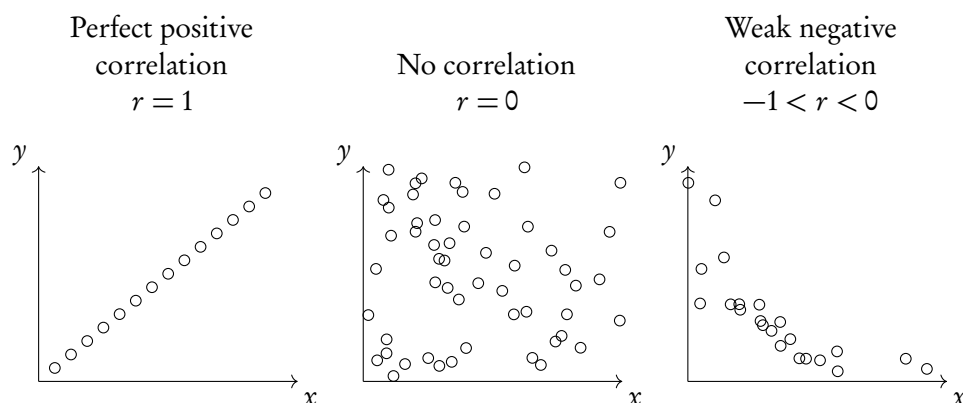 Perfect positive
correlation
r = 1
No correlation
r = 0
Weak negative
correlation
−1 < r < 0
y
x
y
x
y
x